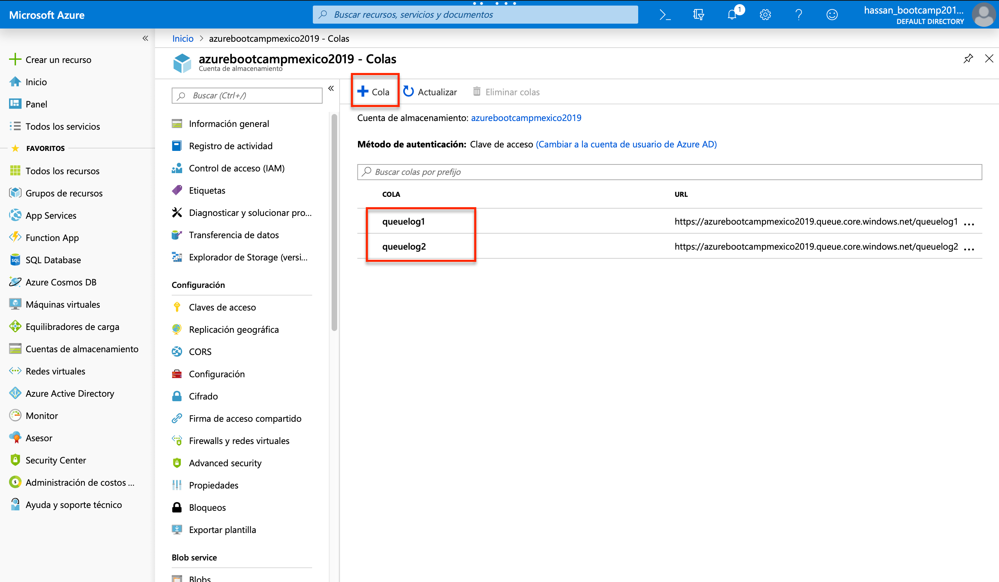 Microsoft Azure
Buscar recursos, servicios y documentos
1
hassan_bootcamp201...
DEFAULT DIRECTORY
Crear un recurso
Inicio
Panel
Todos los servicios
FAVORITOS
Todos los recursos
Grupos de recursos
App Services
Function App
SQL Database
Azure Cosmos DB
Máquinas virtuales
Equilibradores de carga
Cuentas de almacenamiento
Redes virtuales
Azure Active Directory
Monitor
Asesor
Security Center
Administración de costos ...
Ayuda y soporte técnico
Inicio > azurebootcampmexico2019 - Colas
azurebootcampmexico2019 - Colas
Cuenta de almacenamiento
Buscar (Ctrl+/)
Información general
Registro de actividad
Control de acceso (IAM)
Etiquetas
Diagnosticar y solucionar pro...
Transferencia de datos
Explorador de Storage (versi...
Configuración
Claves de acceso
Replicación geográfica
CORS
Configuración
Cifrado
Firma de acceso compartido
Firewalls y redes virtuales
Advanced security
Propiedades
Bloqueos
Exportar plantilla
Blob service
Blobs
Cola Actualizar Eliminar colas
Cuenta de almacenamiento: azurebootcampmexico2019
Método de autenticación: Clave de acceso (Cambiar a la cuenta de usuario de Azure AD)
Buscar colas por prefijo
COLA URL
queuelog1 https://azurebootcampmexico2019.queue.core.windows.net/queuelog1 ...
queuelog2 https://azurebootcampmexico2019.queue.core.windows.net/queuelog2 ...